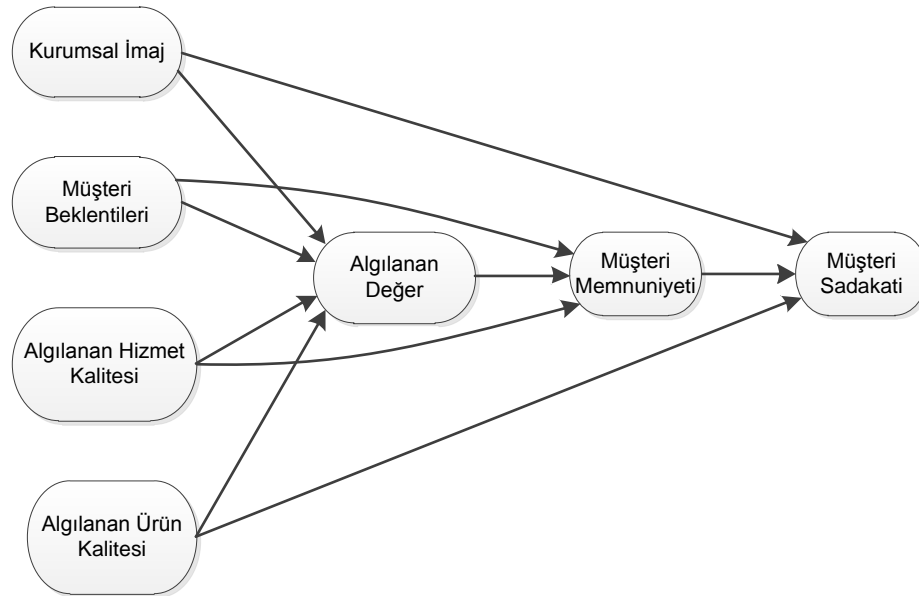 Kurumsal İmaj
Müşteri
Beklentileri
Algılanan Hizmet
Kalitesi
Algılanan Ürün
Kalitesi
Algılanan
Değer
Müşteri
Memnuniyeti
Müşteri
Sadakati